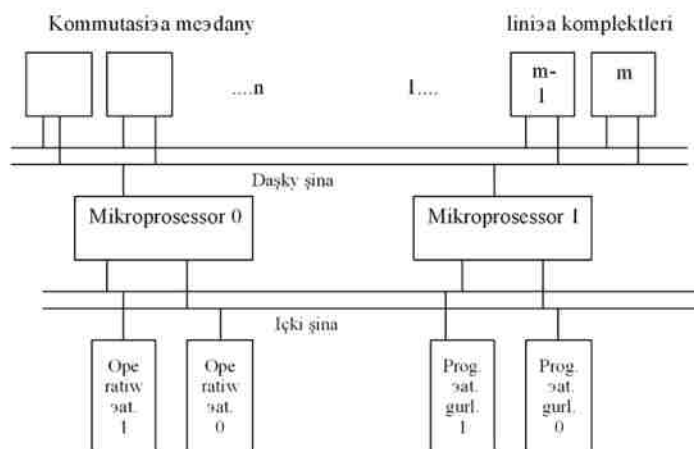 Kommutasiэa meэdany
liniэa komplektleri
....n
1....
m-
1
m
Daşky şina
Mikroprosessor 0
Mikroprosessor 1
Içki şina
Ope
ratiw
эat.
1
Ope
ratiw
эat.
0
Prog.
эat.
gurl.
1
Prog.
эat.
gurl.
0